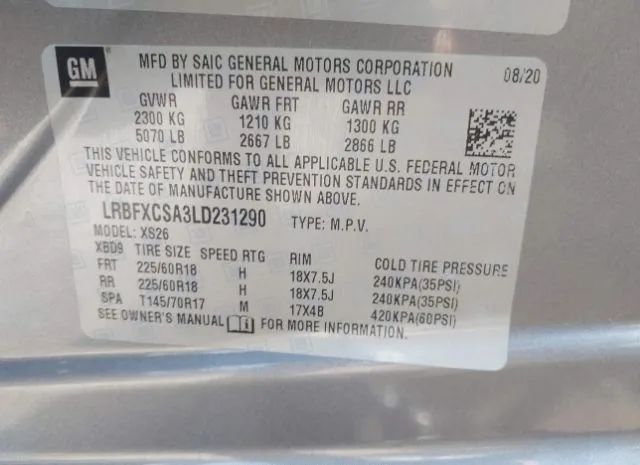 GM
MFD BY SAIC GENERAL MOTORS CORPORATION 08/20
LIMITED FOR GENERAL MOTORS LLC
GVWR GAWR FRT GAWR RR
2300 KG 1210 KG 1300 KG
5070 LB 2667 LB 2866 LB
THIS VEHICLE CONFORMS TO ALL APPLICABLE U.S. FEDERAL MOTOR
VEHICLE SAFETY AND THEFT PREVENTION STANDARDS IN EFFECT ON
THE DATE OF MANUFACTURE SHOWN ABOVE.
LRBFXCSA3LD231290 TYPE: M.P.V.
MODEL: XS26
XBD9 TIRE SIZE SPEED RTG RIM COLD TIRE PRESSURE
FRT 225/60R18 H 18X7.5J 240KPA(35PSI)
RR 225/60R18 H 18X7.5J 240KPA(35PSI)
SPA T145/70R17 M 17X4B 420KPA(60PSI)
SEE OWNER'S MANUAL i FOR MORE INFORMATION.